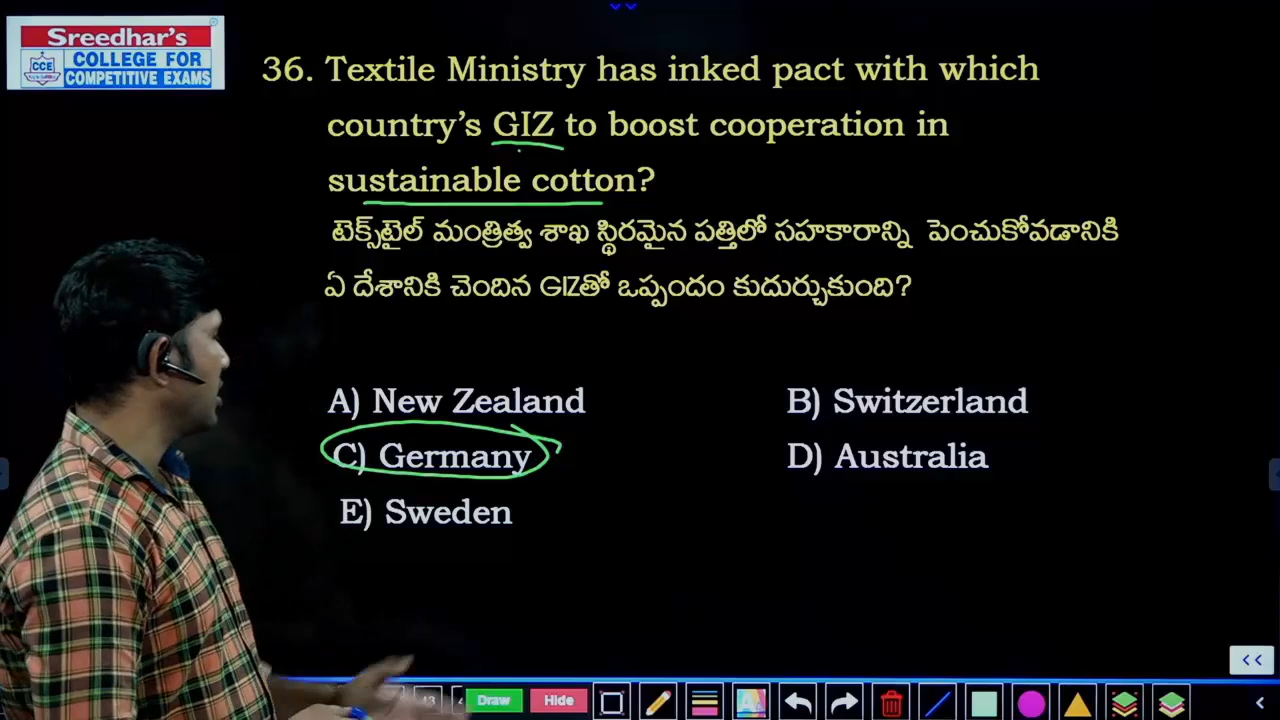 Sreedhar's
CCE
COLLEGE FOR
COMPETITIVE EXAMS
36. Textile Ministry has inked pact with which
country's GIZ to boost cooperation in
sustainable cotton?
టెక్స్‌టైల్ మంత్రిత్వ శాఖ స్థిరమైన పత్తిలో సహకారాన్ని పెంచుకోవడానికి
ఏ దేశానికి చెందిన GIZతో ఒప్పందం కుదుర్చుకుంది?
A) New Zealand
B) Switzerland
C) Germany
D) Australia
E) Sweden
Draw
Hide
<<